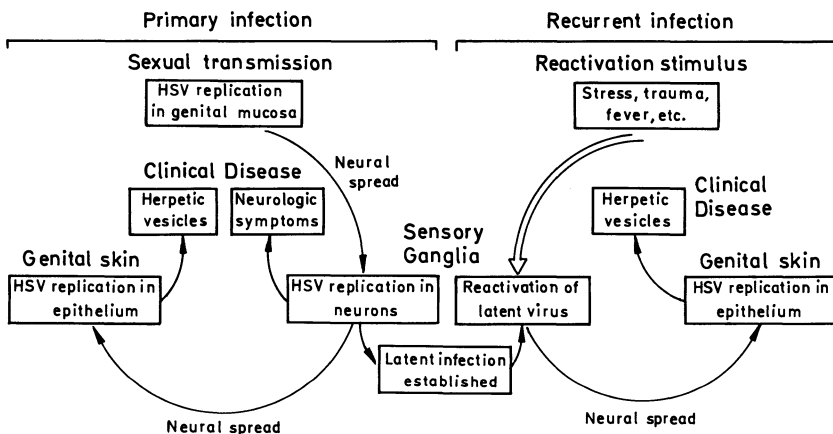 Primary infection
Recurrent infection
Sexual transmission
HSV replication
in genital mucosa
Reactivation stimulus
Stress, trauma,
fever, etc.
Neural
spread
Clinical Disease
Herpetic
vesicles
Neurologic
symptoms
Herpetic
vesicles
Clinical
Disease
Sensory
Ganglia
Genital skin
HSV replication in
epithelium
HSV replication in
neurons
Reactivation of
latent virus
Genital skin
HSV replication in
epithelium
Latent infection
established
Neural spread
Neural spread